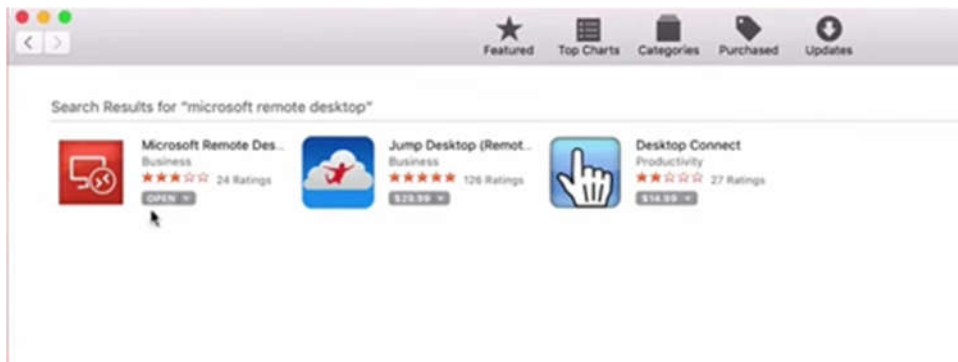 Featured Top Charts Categories Purchased Updates
Search Results for "microsoft remote desktop"
Microsoft Remote Des...
Business
24 Ratings
OPEN
Jump Desktop (Remot...
Business
126 Ratings
$29.99
Desktop Connect
Productivity
27 Ratings
$14.99